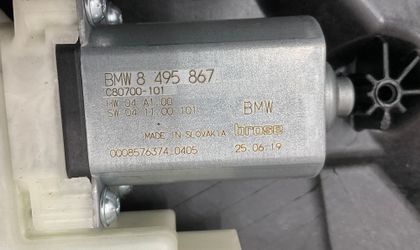 BMW 8 495 867
C80700-101
HW 04 A1.00
SW 04 11.00 101
BMW
MADE IN SLOVAKIA brose
0008576374 0405 25.06.19